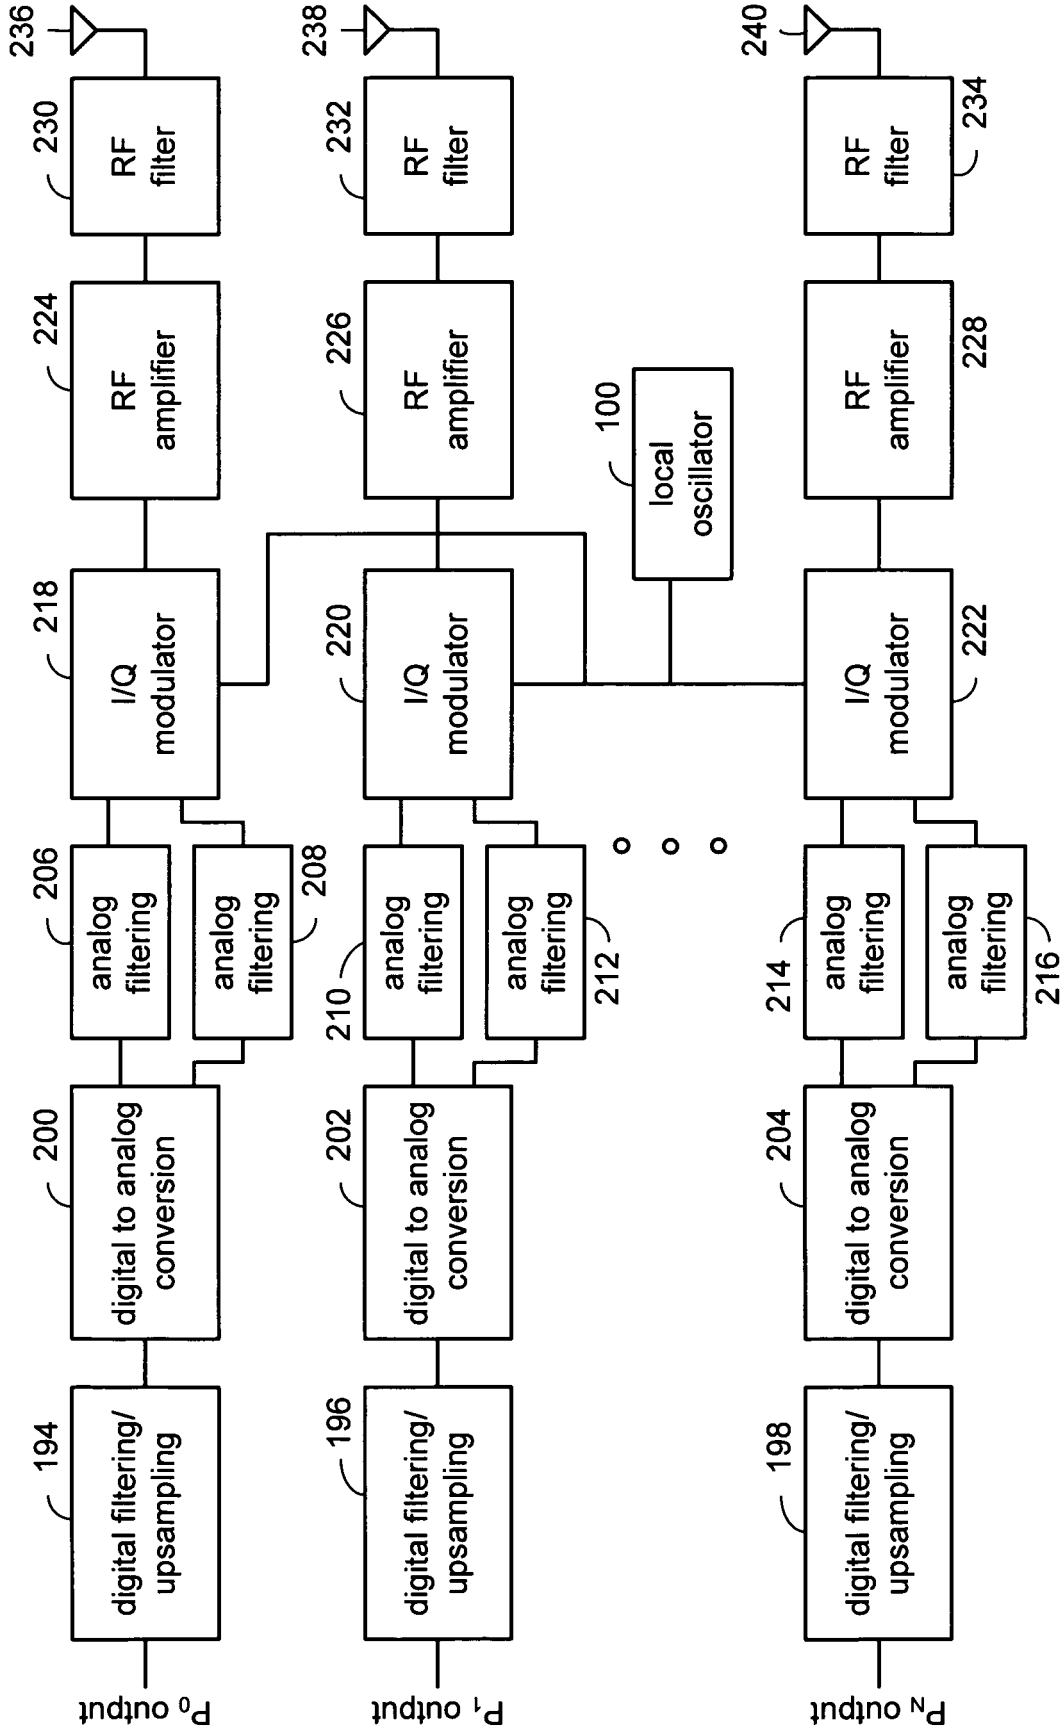 P0 output
194
digital filtering/
upsampling
200
digital to analog
conversion
206
analog
filtering
analog
filtering
208
218
I/Q
modulator
224
RF
amplifier
230
RF
filter
236
P1 output
196
digital filtering/
upsampling
202
digital to analog
conversion
210
analog
filtering
analog
filtering
212
220
I/Q
modulator
226
RF
amplifier
232
RF
filter
238
100
local
oscillator
PN output
198
digital filtering/
upsampling
204
digital to analog
conversion
214
analog
filtering
analog
filtering
216
I/Q
modulator
222
RF
amplifier
228
RF
filter
234
240